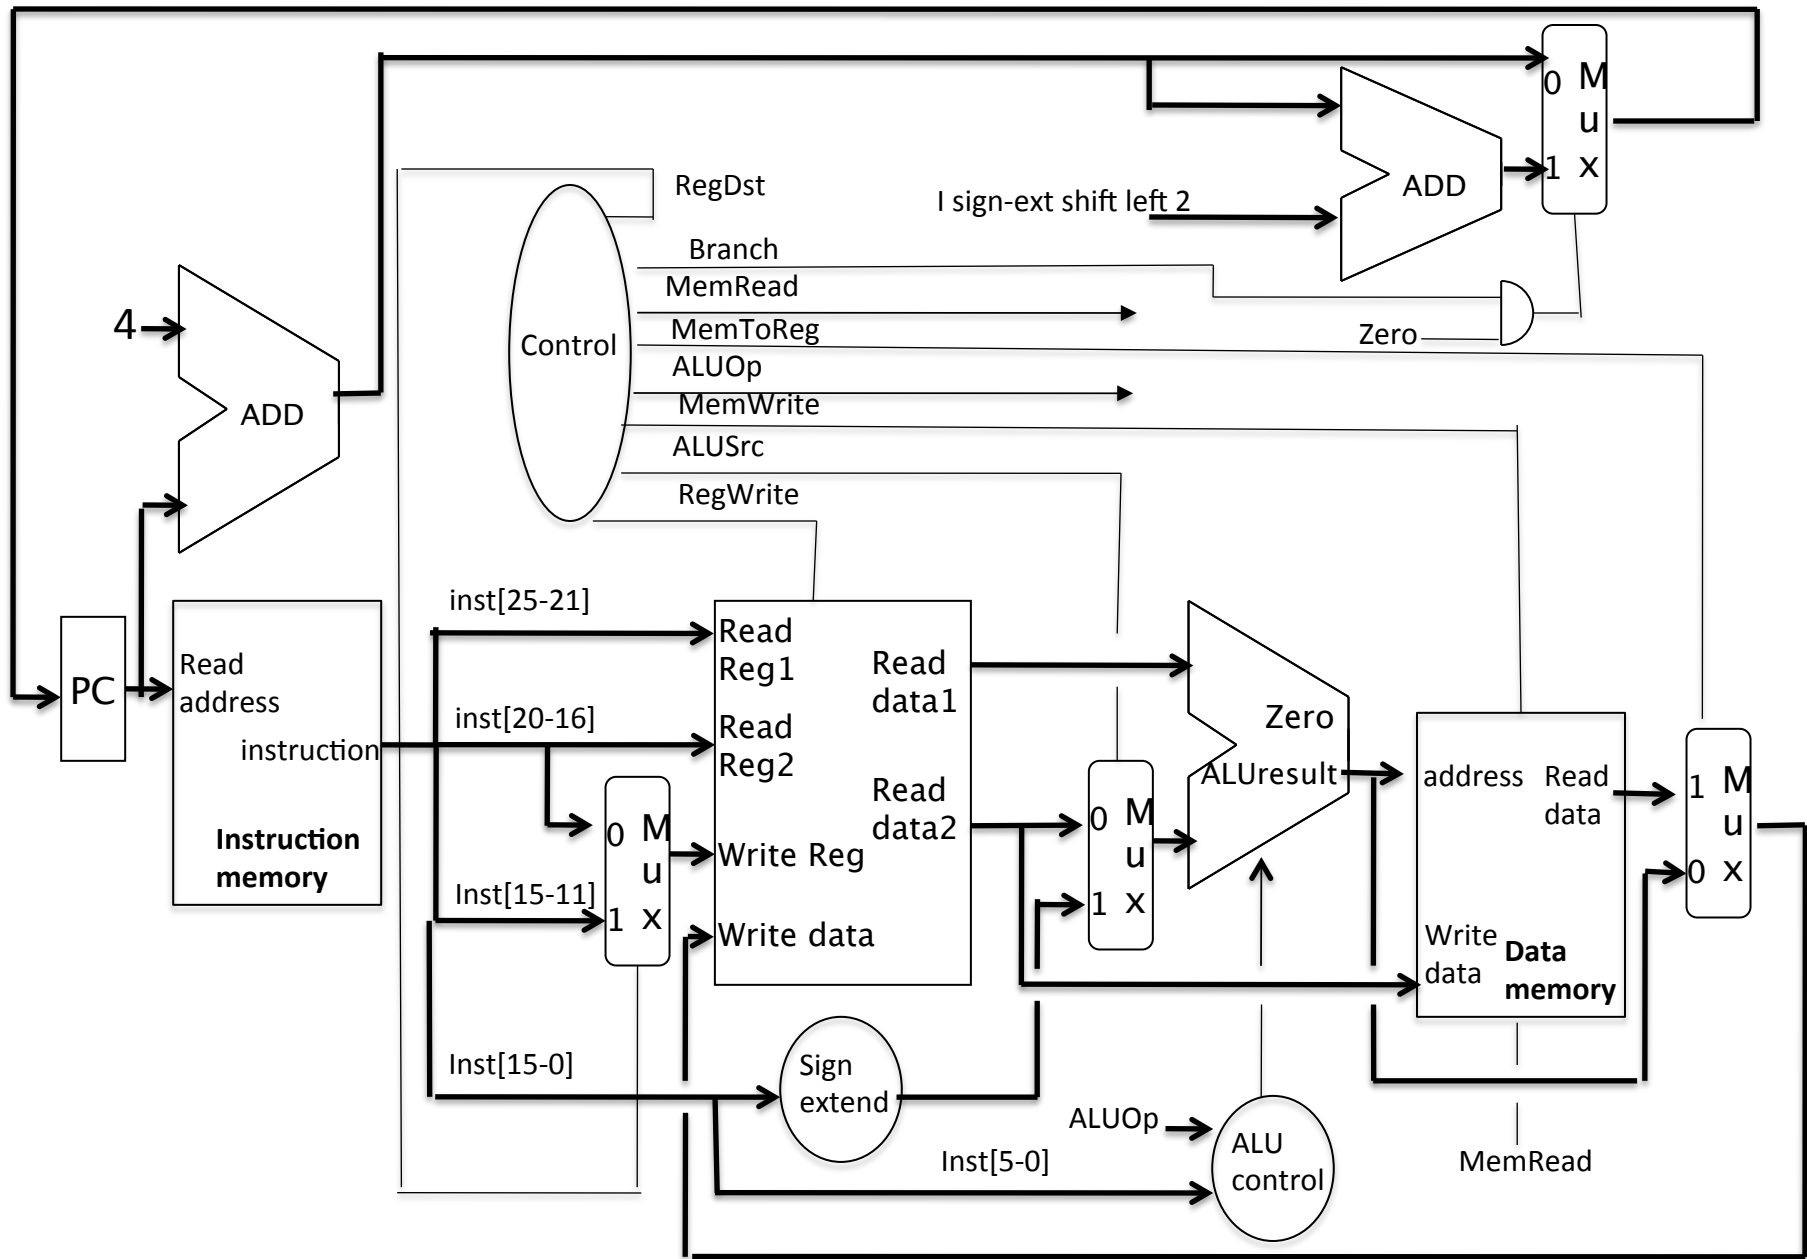 0 M
u
1 x
RegDst
ADD
I sign-ext shift left 2
Branch
MemRead
4
MemToReg
Zero
Control
ALUOp
ADD
MemWrite
ALUSrc
RegWrite
inst[25-21]
Read
Reg1
Read
address
PC
Read
data1
inst[20-16]
Read
Reg2
Zero
instruction
ALUresult
address
Read
data
1 M
u
0 x
Read
data2
0 M
u
1 x
0 M
u
1 x
Instruction
memory
Write Reg
Inst[15-11]
Write data
Write
data
Data
memory
Inst[15-0]
Sign
extend
ALUOp
ALU
control
Inst[5-0]
MemRead